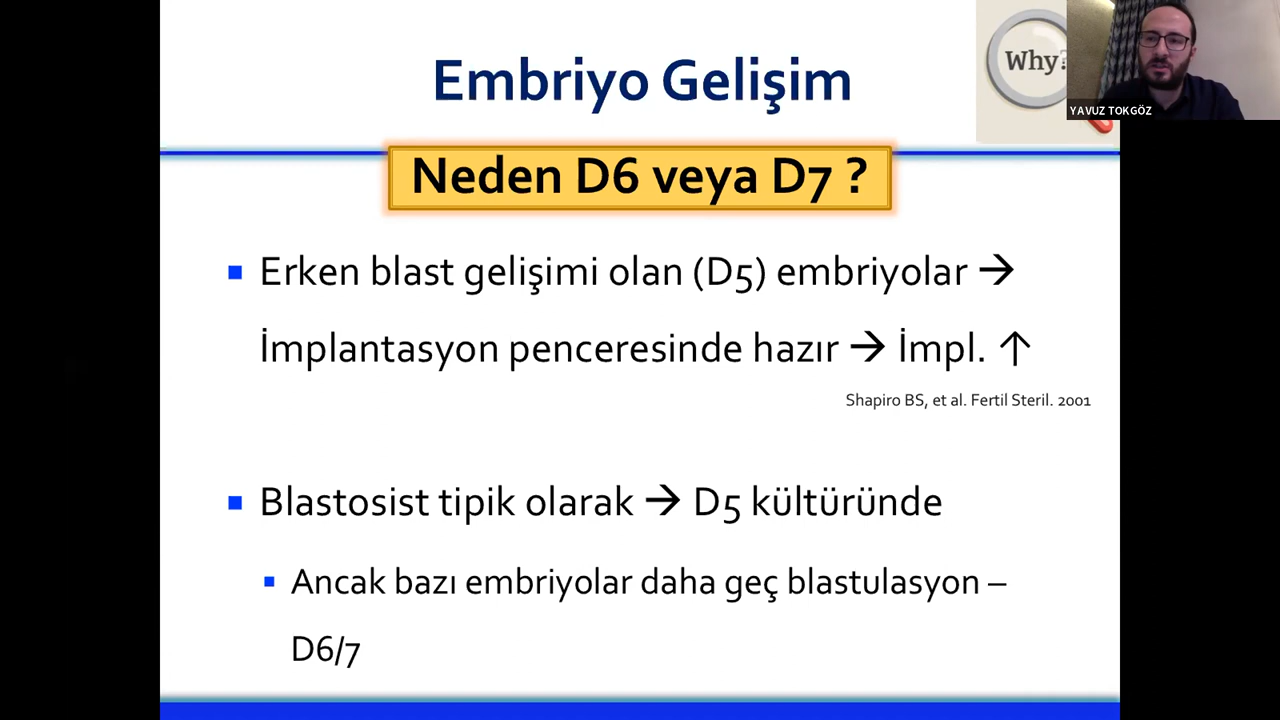 Embriyo Gelişim
Why?
YAVUZ TOKGÖZ
Neden D6 veya D7 ?
Erken blast gelişimi olan (D5) embriyolar →
İmplantasyon penceresinde hazır → İmpl. ↑
Shapiro BS, et al. Fertil Steril. 2001
Blastosist tipik olarak → D5 kültüründe
Ancak bazı embriyolar daha geç blastulasyon –
D6/7